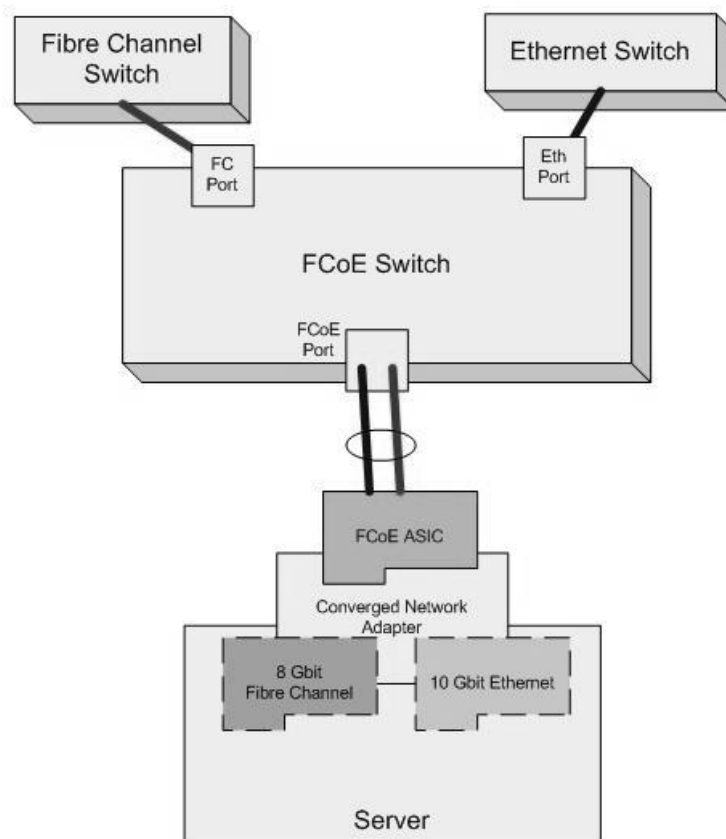 Fibre Channel
Switch
Ethernet Switch
FC
Port
Eth
Port
FCoE Switch
FCoE
Port
FCoE ASIC
Converged Network
Adapter
8 Gbit
Fibre Channel
10 Gbit Ethernet
Server